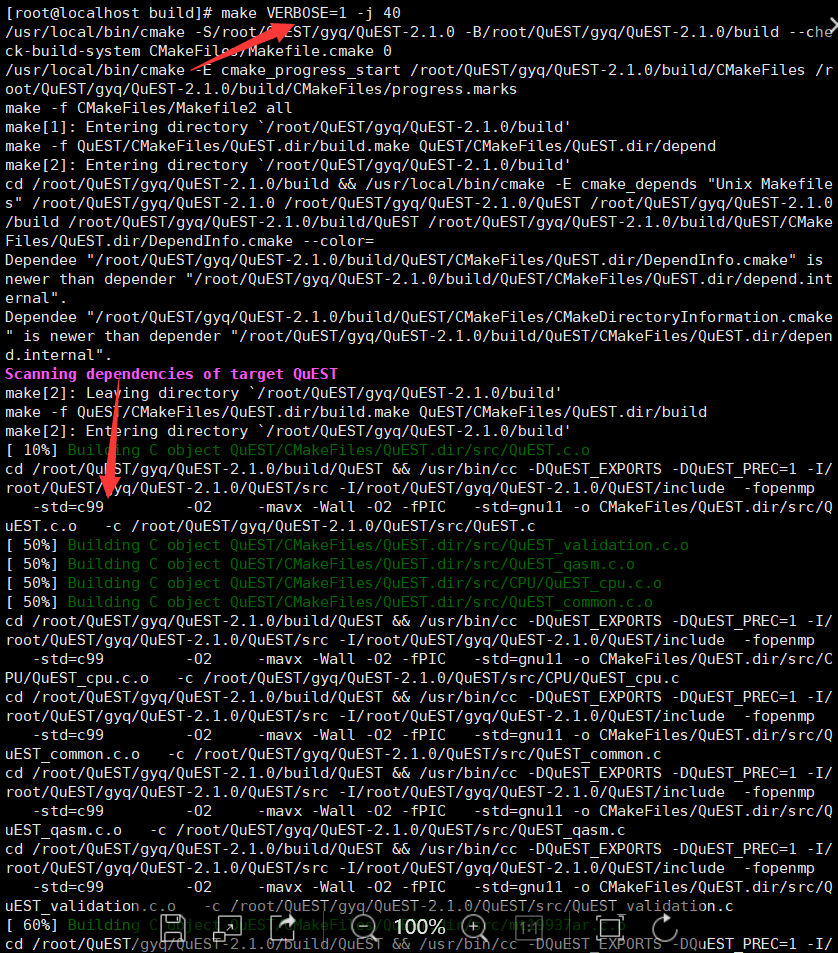 [root@localhost build]# make VERBOSE=1 -j 40
/usr/local/bin/cmake -S/root/QuEST/gyq/QuEST-2.1.0 -B/root/QuEST/gyq/QuEST-2.1.0/build --che
ck-build-system CMakeFiles/Makefile.cmake 0
/usr/local/bin/cmake -E cmake_progress_start /root/QuEST/gyq/QuEST-2.1.0/build/CMakeFiles /r
oot/QuEST/gyq/QuEST-2.1.0/build/CMakeFiles/progress.marks
make -f CMakeFiles/Makefile2 all
make[1]: Entering directory `/root/QuEST/gyq/QuEST-2.1.0/build'
make -f QuEST/CMakeFiles/QuEST.dir/build.make QuEST/CMakeFiles/QuEST.dir/depend
make[2]: Entering directory `/root/QuEST/gyq/QuEST-2.1.0/build'
cd /root/QuEST/gyq/QuEST-2.1.0/build && /usr/local/bin/cmake -E cmake_depends "Unix Makefile
s" /root/QuEST/gyq/QuEST-2.1.0 /root/QuEST/gyq/QuEST-2.1.0/QuEST /root/QuEST/gyq/QuEST-2.1.0
/build /root/QuEST/gyq/QuEST-2.1.0/build/QuEST /root/QuEST/gyq/QuEST-2.1.0/build/QuEST/CMake
Files/QuEST.dir/DependInfo.cmake --color=
Dependee "/root/QuEST/gyq/QuEST-2.1.0/build/QuEST/CMakeFiles/QuEST.dir/DependInfo.cmake" is
newer than depender "/root/QuEST/gyq/QuEST-2.1.0/build/QuEST/CMakeFiles/QuEST.dir/depend.int
ernal".
Dependee "/root/QuEST/gyq/QuEST-2.1.0/build/QuEST/CMakeFiles/CMakeDirectoryInformation.cmake
" is newer than depender "/root/QuEST/gyq/QuEST-2.1.0/build/QuEST/CMakeFiles/QuEST.dir/depen
d.internal".
Scanning dependencies of target QuEST
make[2]: Leaving directory `/root/QuEST/gyq/QuEST-2.1.0/build'
make -f QuEST/CMakeFiles/QuEST.dir/build.make QuEST/CMakeFiles/QuEST.dir/build
make[2]: Entering directory `/root/QuEST/gyq/QuEST-2.1.0/build'
[ 10%] Building C object QuEST/CMakeFiles/QuEST.dir/src/QuEST.c.o
cd /root/QuEST/gyq/QuEST-2.1.0/build/QuEST && /usr/bin/cc -DQuEST_EXPORTS -DQuEST_PREC=1 -I/
root/QuEST/gyq/QuEST-2.1.0/QuEST/src -I/root/QuEST/gyq/QuEST-2.1.0/QuEST/include -fopenmp
-std=c99 -O2 -mavx -Wall -O2 -fPIC -std=gnu11 -o CMakeFiles/QuEST.dir/src/Q
uEST.c.o -c /root/QuEST/gyq/QuEST-2.1.0/QuEST/src/QuEST.c
[ 50%] Building C object QuEST/CMakeFiles/QuEST.dir/src/QuEST_validation.c.o
[ 50%] Building C object QuEST/CMakeFiles/QuEST.dir/src/QuEST_qasm.c.o
[ 50%] Building C object QuEST/CMakeFiles/QuEST.dir/src/CPU/QuEST_cpu.c.o
[ 50%] Building C object QuEST/CMakeFiles/QuEST.dir/src/QuEST_common.c.o
cd /root/QuEST/gyq/QuEST-2.1.0/build/QuEST && /usr/bin/cc -DQuEST_EXPORTS -DQuEST_PREC=1 -I/
root/QuEST/gyq/QuEST-2.1.0/QuEST/src -I/root/QuEST/gyq/QuEST-2.1.0/QuEST/include -fopenmp
-std=c99 -O2 -mavx -Wall -O2 -fPIC -std=gnu11 -o CMakeFiles/QuEST.dir/src/C
PU/QuEST_cpu.c.o -c /root/QuEST/gyq/QuEST-2.1.0/QuEST/src/CPU/QuEST_cpu.c
cd /root/QuEST/gyq/QuEST-2.1.0/build/QuEST && /usr/bin/cc -DQuEST_EXPORTS -DQuEST_PREC=1 -I/
root/QuEST/gyq/QuEST-2.1.0/QuEST/src -I/root/QuEST/gyq/QuEST-2.1.0/QuEST/include -fopenmp
-std=c99 -O2 -mavx -Wall -O2 -fPIC -std=gnu11 -o CMakeFiles/QuEST.dir/src/Q
uEST_common.c.o -c /root/QuEST/gyq/QuEST-2.1.0/QuEST/src/QuEST_common.c
cd /root/QuEST/gyq/QuEST-2.1.0/build/QuEST && /usr/bin/cc -DQuEST_EXPORTS -DQuEST_PREC=1 -I/
root/QuEST/gyq/QuEST-2.1.0/QuEST/src -I/root/QuEST/gyq/QuEST-2.1.0/QuEST/include -fopenmp
-std=c99 -O2 -mavx -Wall -O2 -fPIC -std=gnu11 -o CMakeFiles/QuEST.dir/src/Q
uEST_qasm.c.o -c /root/QuEST/gyq/QuEST-2.1.0/QuEST/src/QuEST_qasm.c
cd /root/QuEST/gyq/QuEST-2.1.0/build/QuEST && /usr/bin/cc -DQuEST_EXPORTS -DQuEST_PREC=1 -I/
root/QuEST/gyq/QuEST-2.1.0/QuEST/src -I/root/QuEST/gyq/QuEST-2.1.0/QuEST/include -fopenmp
-std=c99 -O2 -mavx -Wall -O2 -fPIC -std=gnu11 -o CMakeFiles/QuEST.dir/src/Q
uEST_validation.c.o -c /root/QuEST/gyq/QuEST-2.1.0/QuEST/src/QuEST_validation.c
[ 60%] Building C object
100%
1:1
cd /root/QuEST/gyq/QuEST-2.1.0/build/QuEST && /usr/bin/cc -DQuEST_EXPORTS -DQuEST_PREC=1 -I/